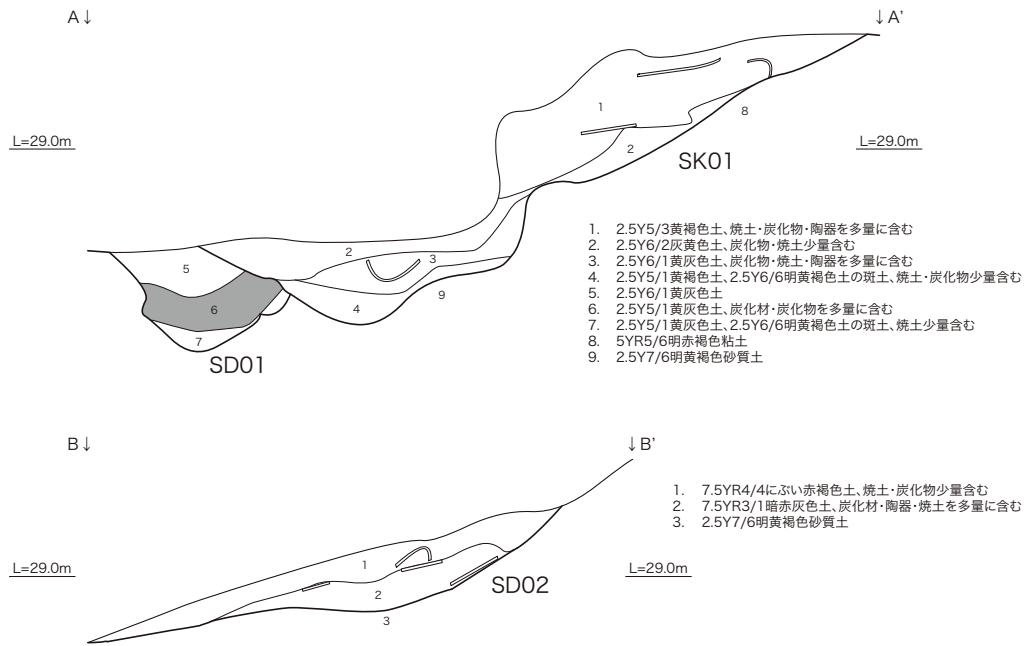 A↓
↓A’
L=29.0m
L=29.0m
1
8
2
SK01
2
3
5
9
6
4
7
SD01
1. 2.5Y5/3黄褐色土、焼土・炭化物・陶器を多量に含む
2. 2.5Y6/2灰黄色土、炭化物・焼土少量含む
3. 2.5Y6/1黄灰色土、炭化物・焼土・陶器を多量に含む
4. 2.5Y5/1黄褐色土、2.5Y6/6明黄褐色土の斑土、焼土・炭化物少量含む
5. 2.5Y6/1黄灰色土
6. 2.5Y5/1黄灰色土、炭化材・炭化物を多量に含む
7. 2.5Y5/1黄灰色土、2.5Y6/6明黄褐色土の斑土、焼土少量含む
8. 5YR5/6明赤褐色粘土
9. 2.5Y7/6明黄褐色砂質土
B↓
↓B’
L=29.0m
L=29.0m
1
2
3
SD02
1. 7.5YR4/4にぶい赤褐色土、焼土・炭化物少量含む
2. 7.5YR3/1暗赤灰色土、炭化材・陶器・焼土を多量に含む
3. 2.5Y7/6明黄褐色砂質土